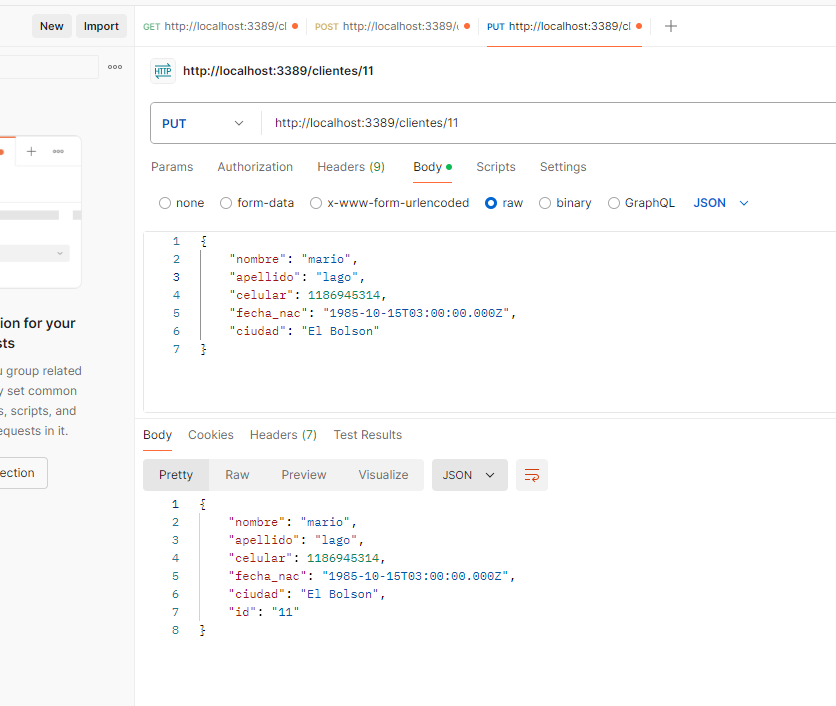 New Import
GET http://localhost:3389/cl
POST http://localhost:3389/
PUT http://localhost:3389/cl
HTTP http://localhost:3389/clientes/11
PUT http://localhost:3389/clientes/11
Params Authorization Headers (9) Body Scripts Settings
none form-data x-www-form-urlencoded raw binary GraphQL JSON
1 {
2 "nombre": "mario",
3 "apellido": "lago",
4 "celular": 1186945314,
5 "fecha_nac": "1985-10-15T03:00:00.000Z",
6 "ciudad": "El Bolson"
7 }
ion for your
sts
u group related
y set common
s, scripts, and
equests in it.
ection
Body Cookies Headers (7) Test Results
Pretty Raw Preview Visualize JSON
1 {
2 "nombre": "mario",
3 "apellido": "lago",
4 "celular": 1186945314,
5 "fecha_nac": "1985-10-15T03:00:00.000Z",
6 "ciudad": "El Bolson",
7 "id": "11"
8 }